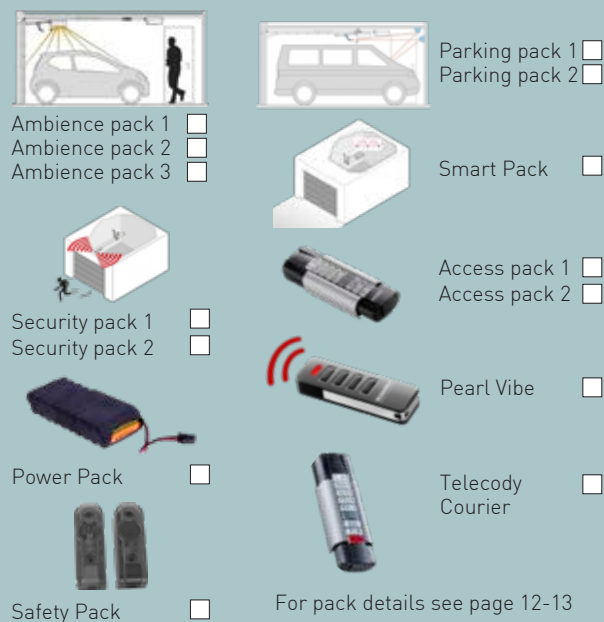 Ambience pack 1
Ambience pack 2
Ambience pack 3
Security pack 1
Security pack 2
Power Pack
Safety Pack
Parking pack 1
Parking pack 2
Smart Pack
Access pack 1
Access pack 2
Pearl Vibe
Telecody
Courier
For pack details see page 12-13